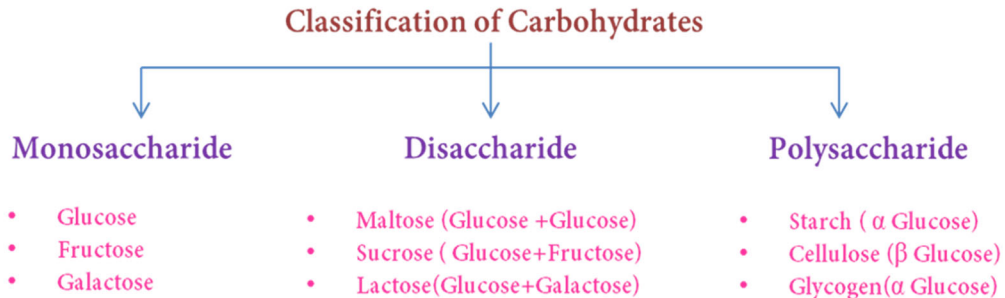 Classification of Carbohydrates
Monosaccharide
• Glucose
• Fructose
• Galactose
Disaccharide
• Maltose (Glucose +Glucose)
• Sucrose ( Glucose+Fructose)
• Lactose(Glucose+Galactose)
Polysaccharide
• Starch ( α Glucose)
• Cellulose (β Glucose)
• Glycogen(α Glucose)